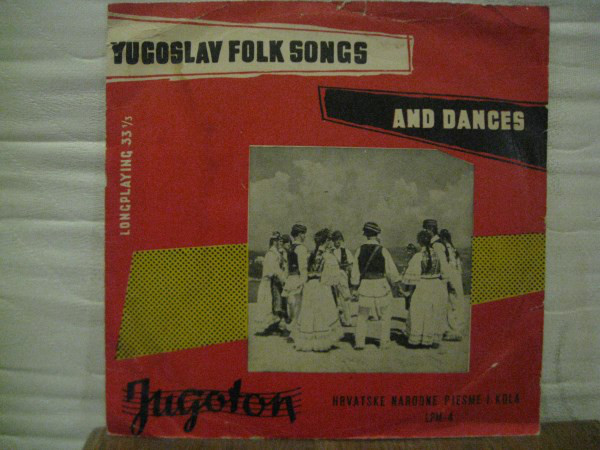 YUGOSLAV FOLK SONGS
AND DANCES
LONGPLAYING 33 1/3
Jugoton
HRVATSKE NARODNE PJESME I KOLA
LPM-4